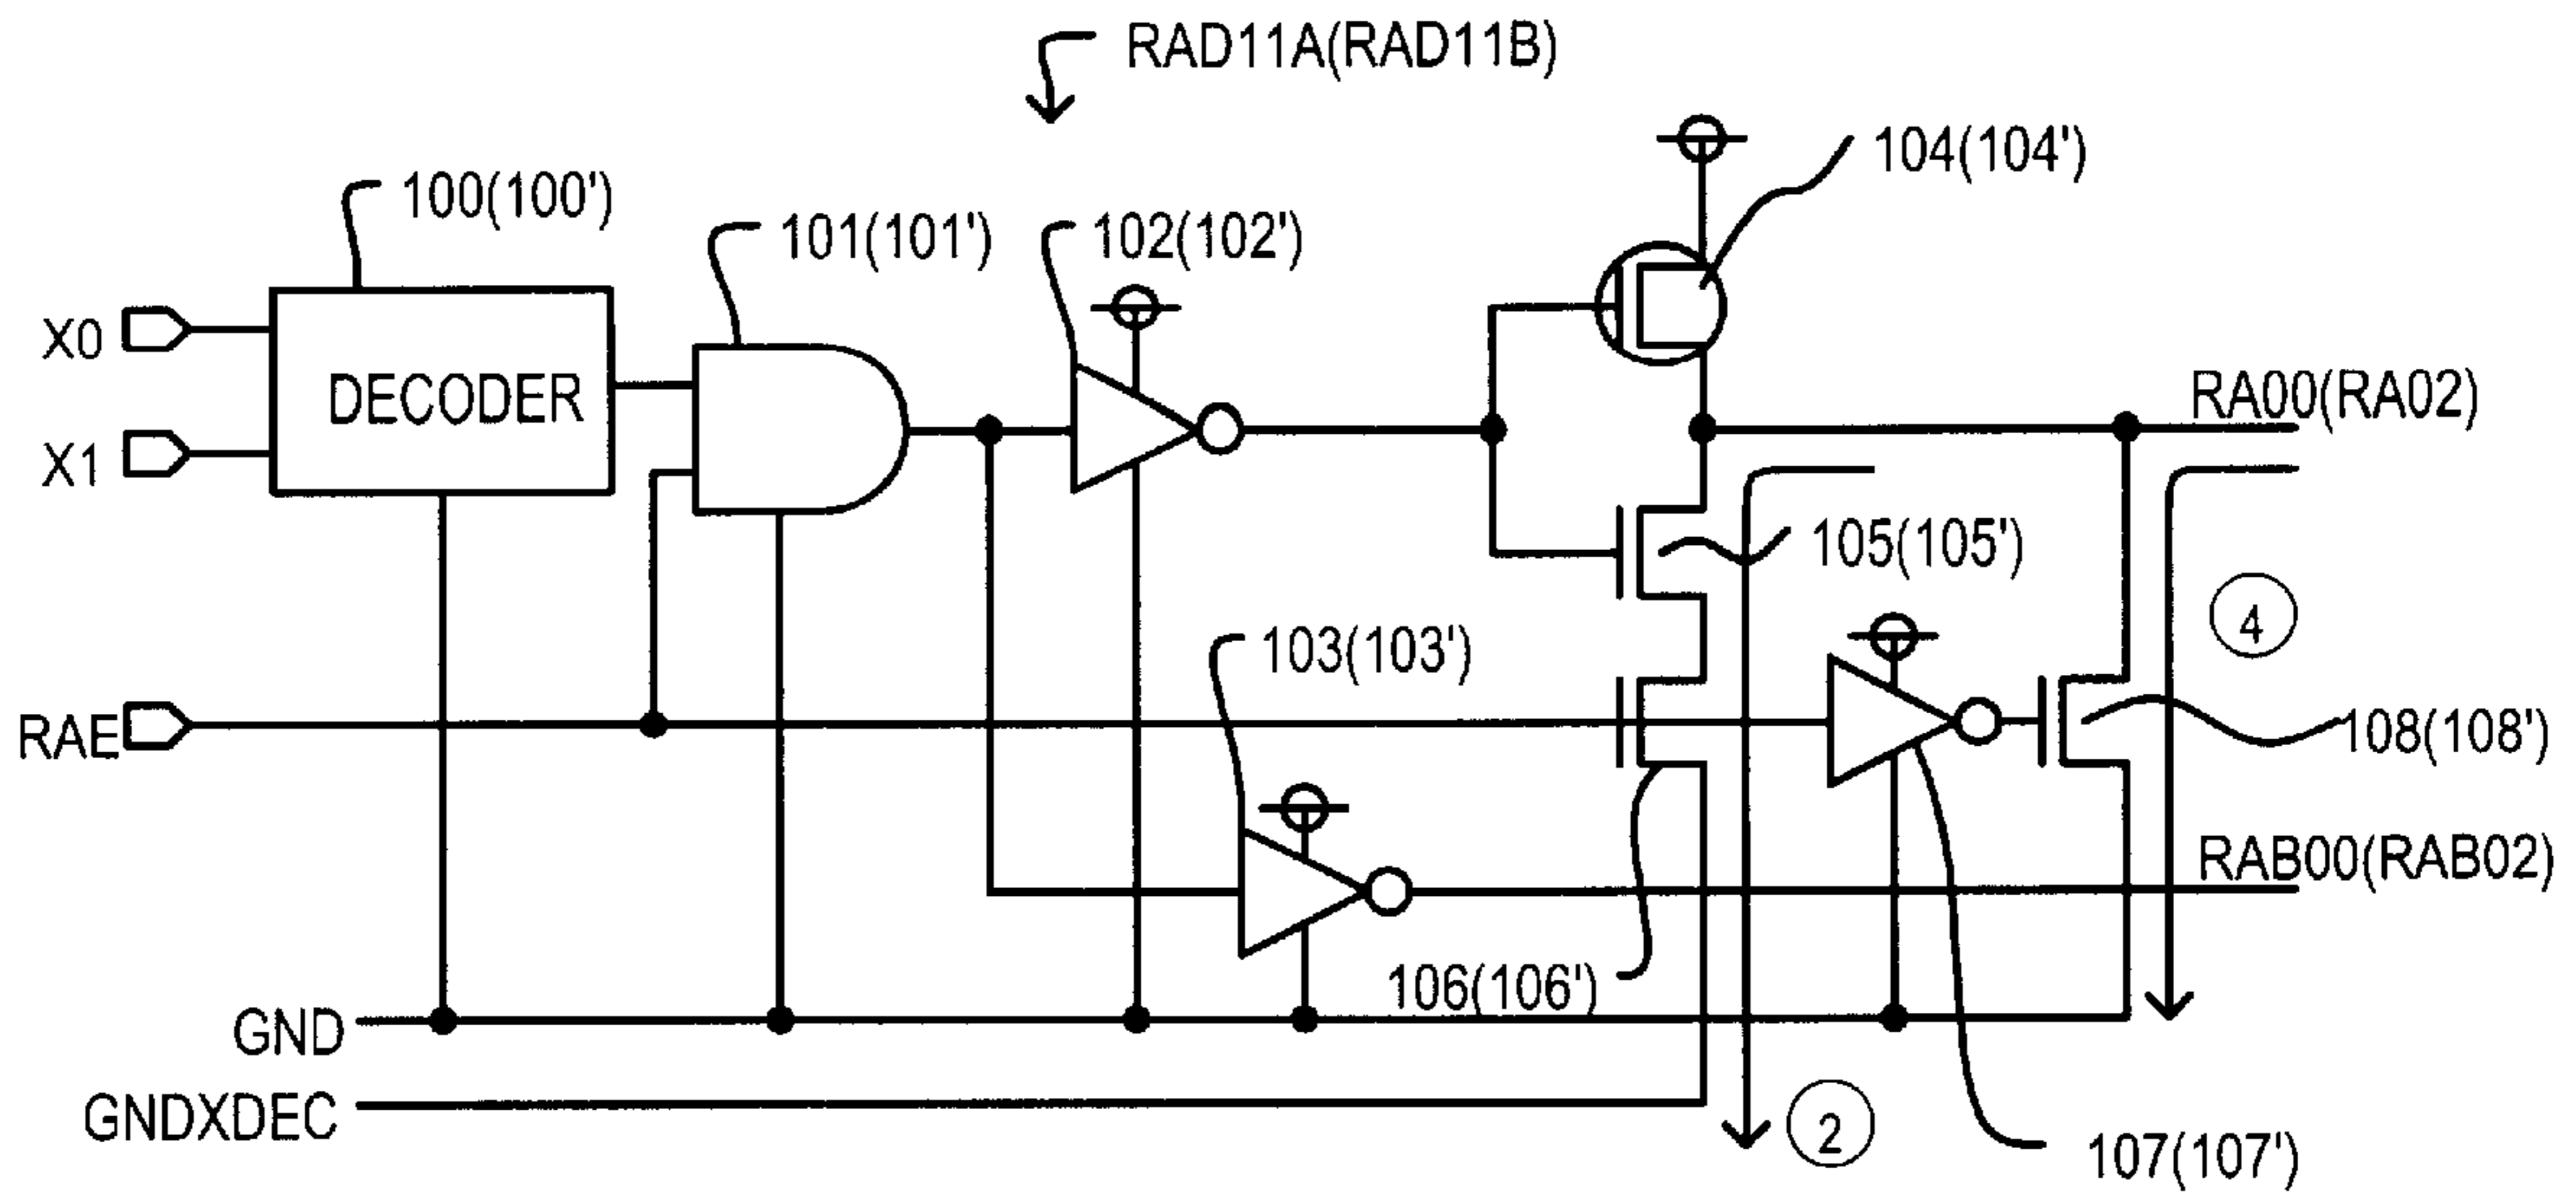 RAD11A(RAD11B)
104(104')
100(100')
101(101')
102(102')
X0
DECODER
X1
RA00(RA02)
105(105')
4
103(103')
RAE
108(108')
RAB00(RAB02)
106(106')
GND
GNDXDEC
2
107(107')